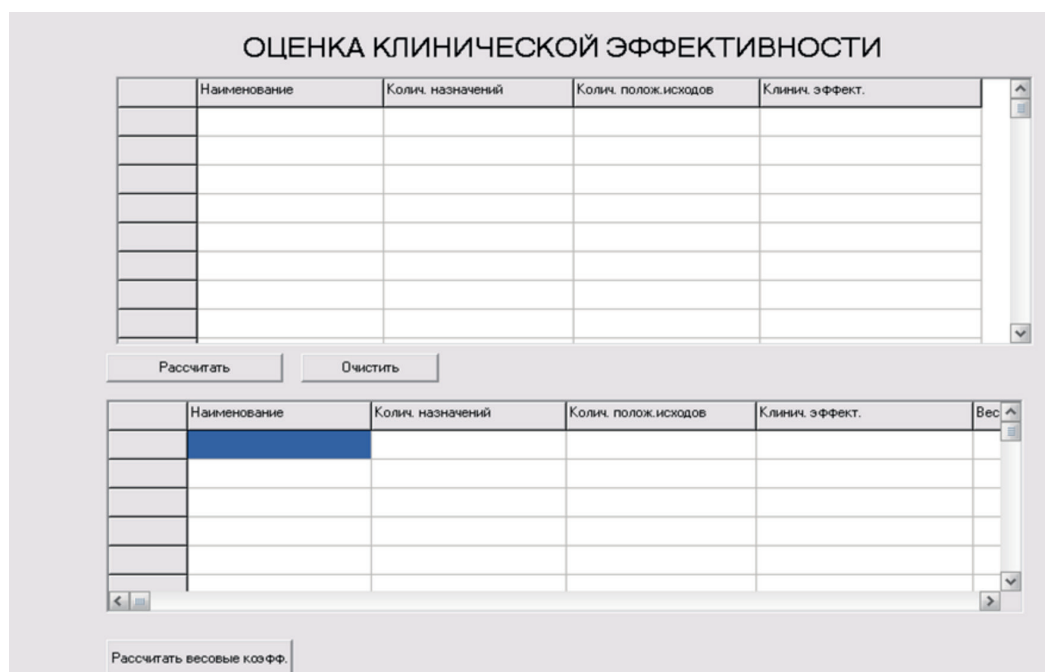 ОЦЕНКА КЛИНИЧЕСКОЙ ЭФФЕКТИВНОСТИ
Наименование Колич. назначений Колич. полож.исходов Клинич. эффект.
Рассчитать Очистить
Наименование Колич. назначений Колич. полож.исходов Клинич. эффект. Вес
Рассчитать весовые коэфф.